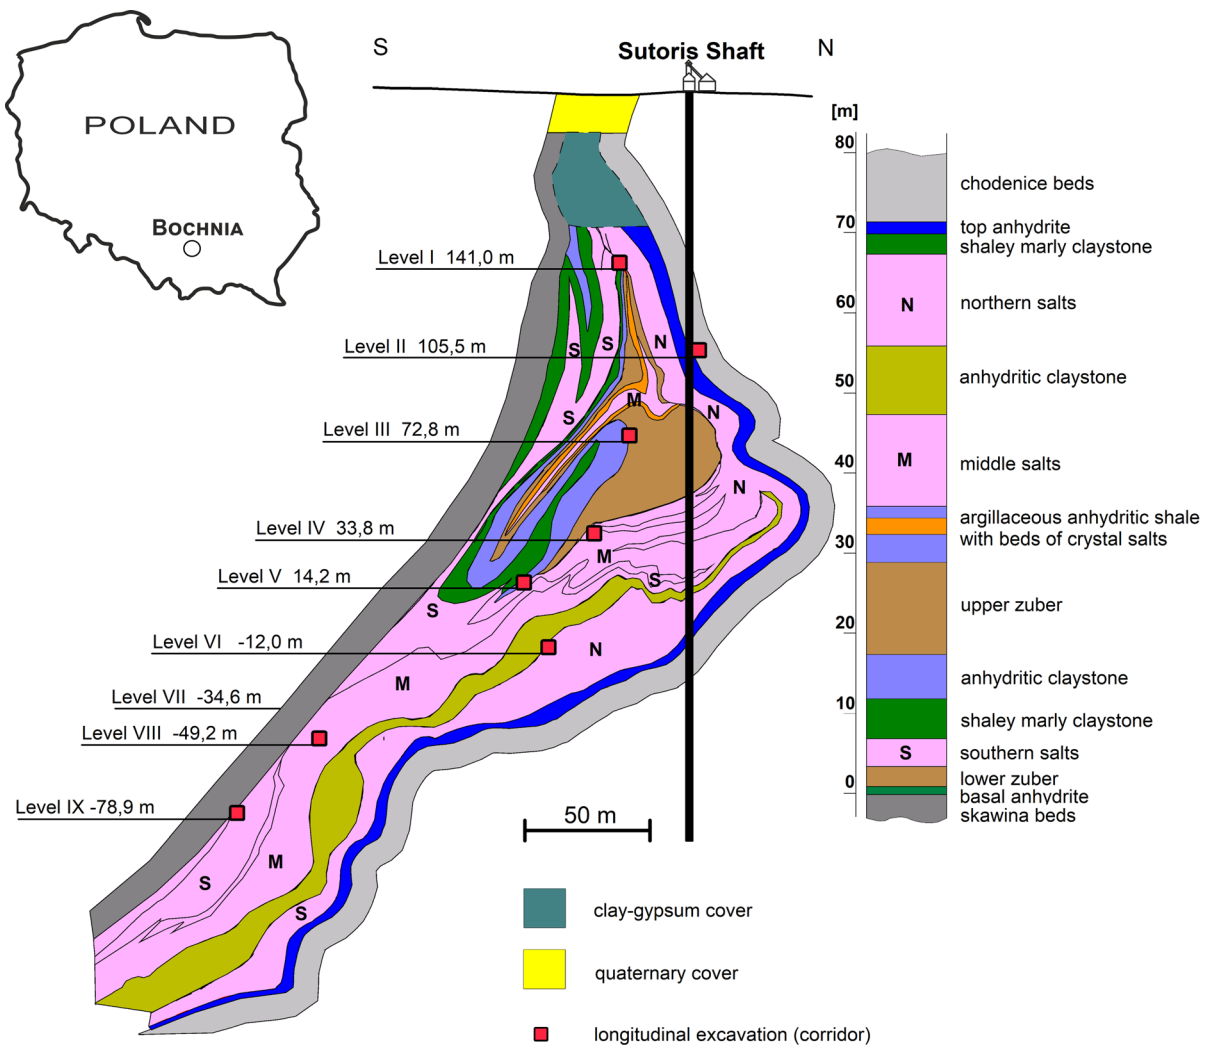 S
Sutoris Shaft
N
POLAND
BOCHNIA
[m]
80
70
60
50
40
30
20
10
0
chodenice beds
top anhydrite
shaley marly claystone
N
northern salts
anhydritic claystone
M
middle salts
argillaceous anhydritic shale
with beds of crystal salts
upper zuber
anhydritic claystone
shaley marly claystone
S
southern salts
lower zuber
basal anhydrite
skawina beds
Level I 141,0 m
Level II 105,5 m
Level III 72,8 m
Level IV 33,8 m
Level V 14,2 m
Level VI -12,0 m
Level VII -34,6 m
Level VIII -49,2 m
Level IX -78,9 m
S
S
N
M
N
S
N
M
S
S
N
M
M
S
S
50 m
clay-gypsum cover
quaternary cover
longitudinal excavation (corridor)